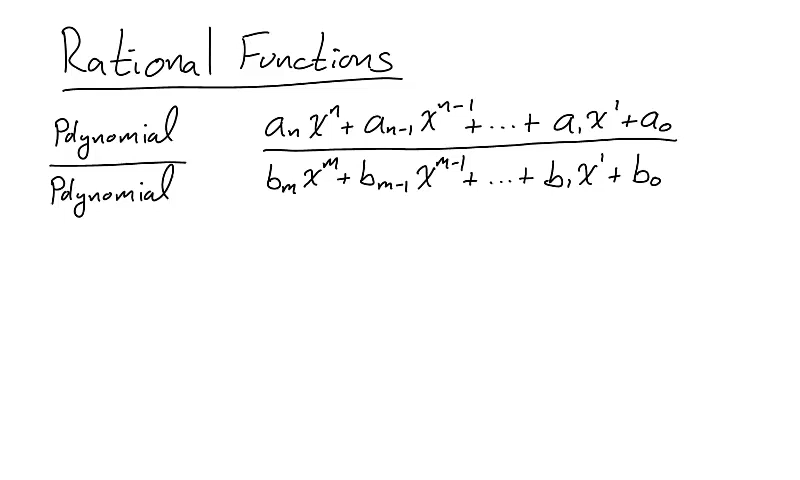 Rational Functions
Polynomial / Polynomial
aₙxⁿ + aₙ₋₁xⁿ⁻¹ + ... + a₁x¹ + a₀ / bₘxᵐ + bₘ₋₁xᵐ⁻¹ + ... + b₁x¹ + b₀